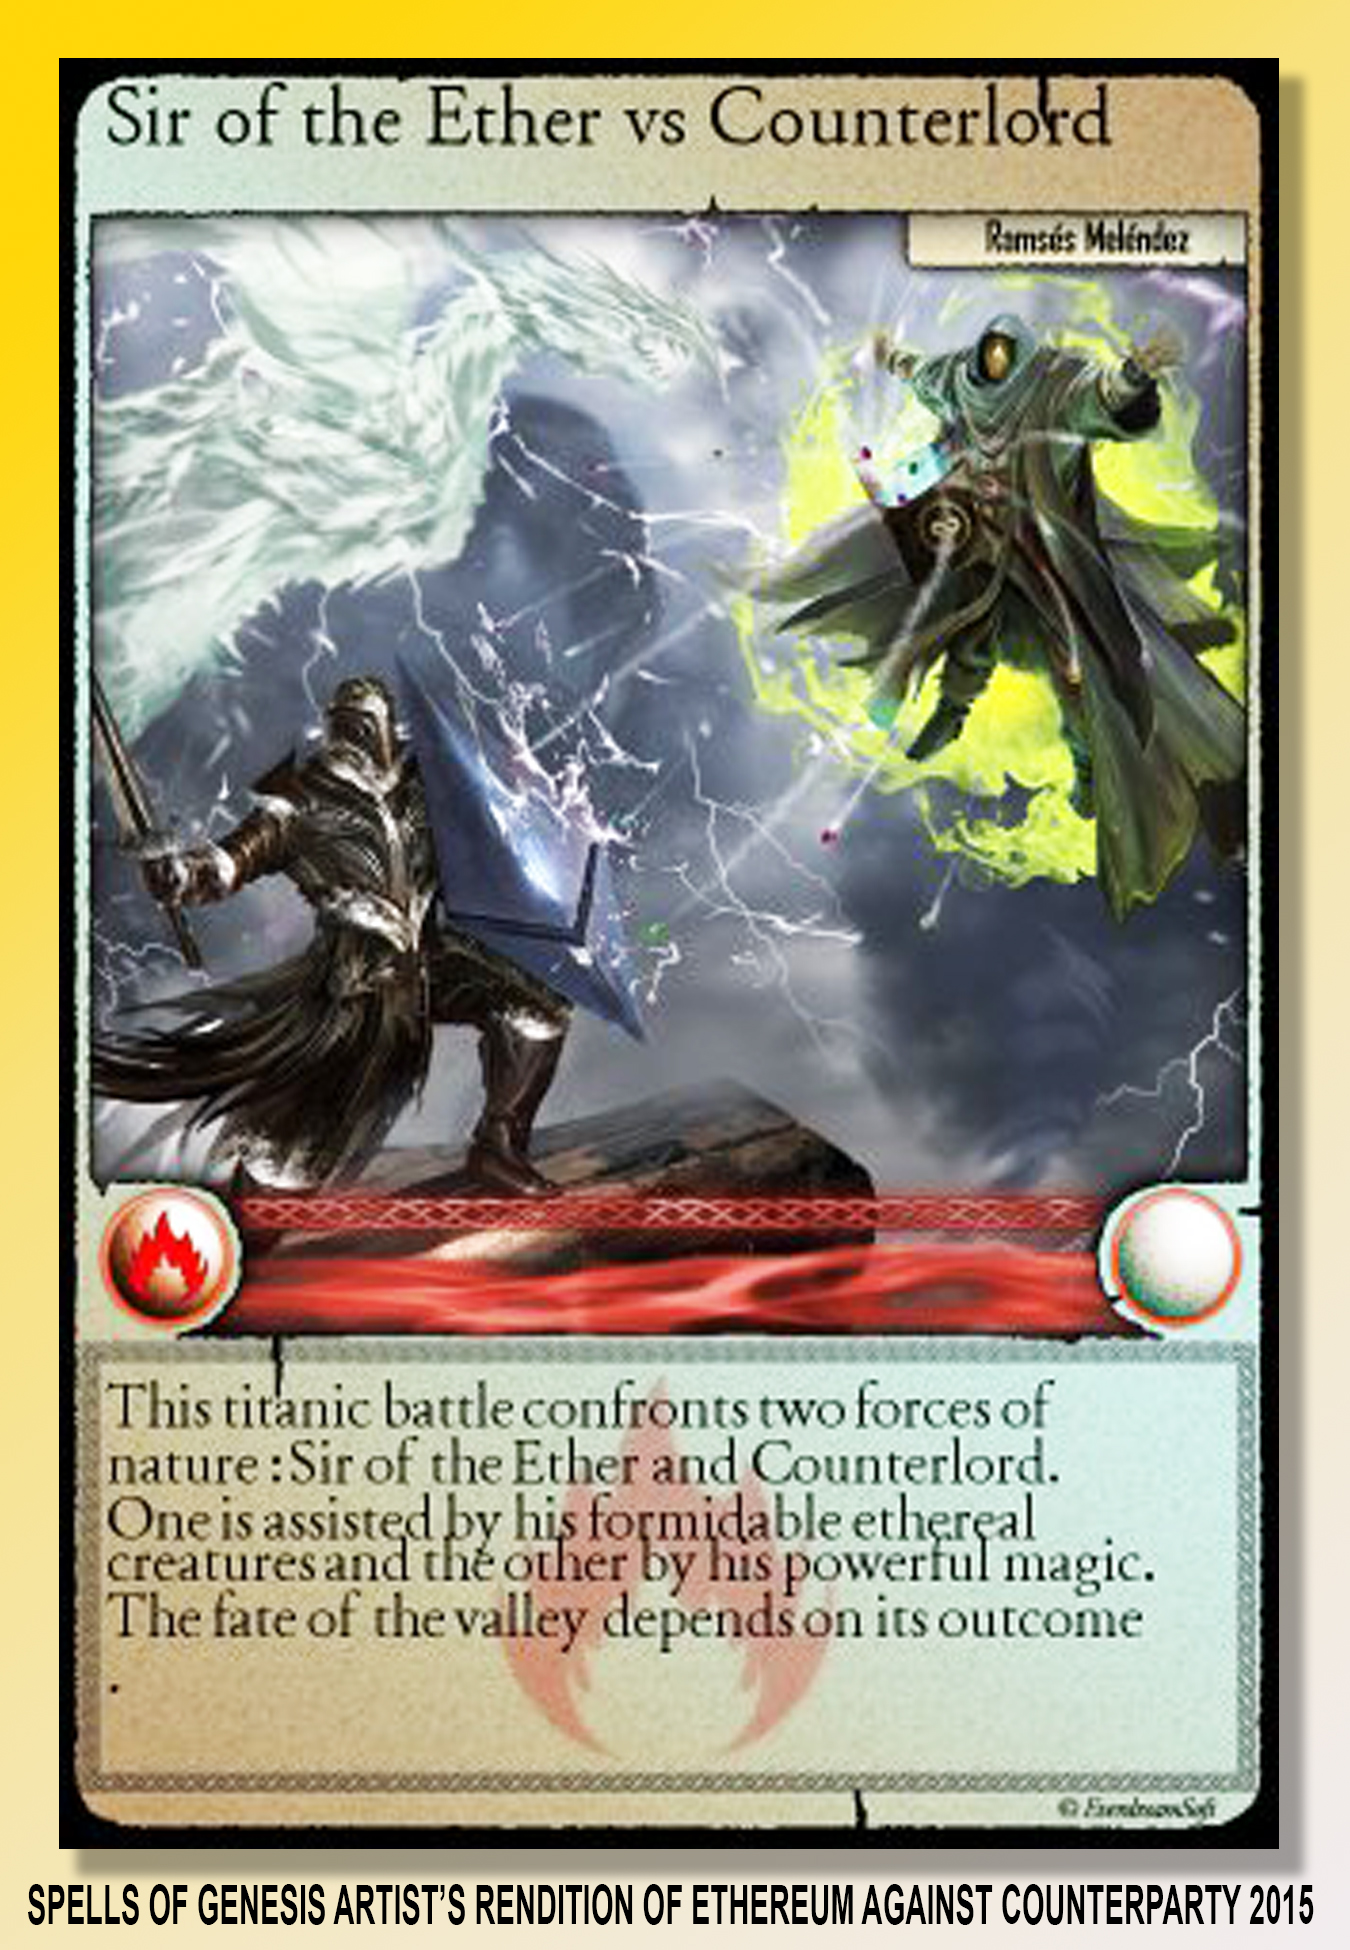 Sir of the Ether vs Counterlord
Ramsés Meléndez
This titanic battle confronts two forces of
nature : Sir of the Ether and Counterlord.
One is assisted by his formidable ethereal
creatures and the other by his powerful magic.
The fate of the valley depends on its outcome
.
© EverdreamSoft
SPELLS OF GENESIS ARTIST’S RENDITION OF ETHEREUM AGAINST COUNTERPARTY 2015